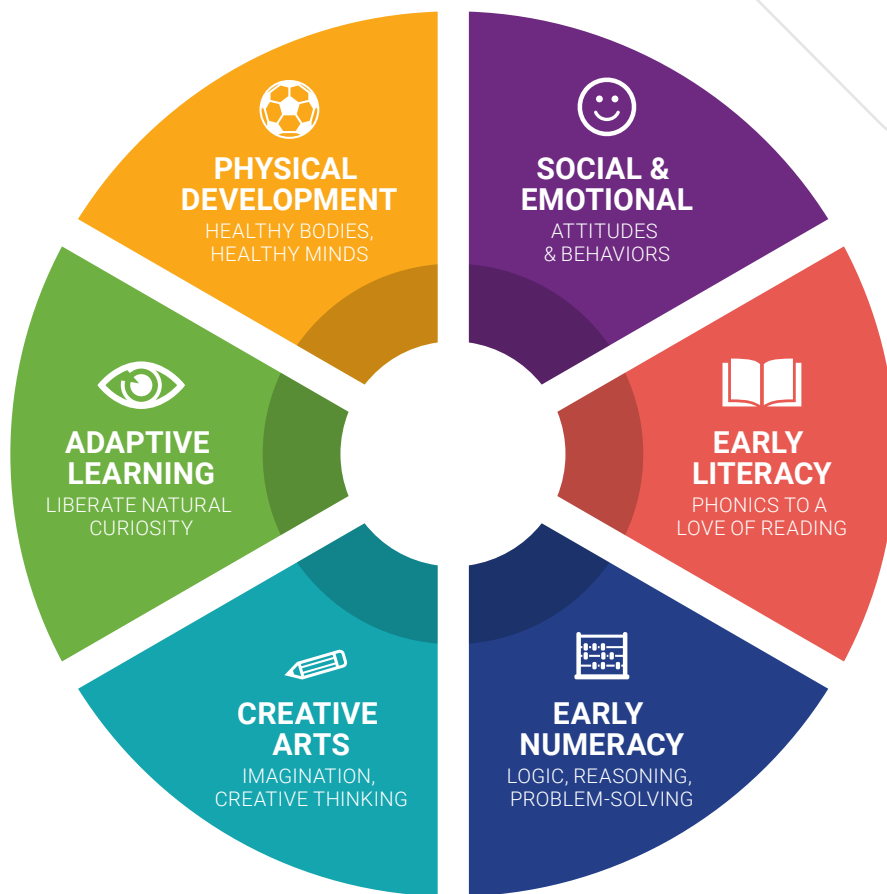 PHYSICAL
DEVELOPMENT
HEALTHY BODIES,
HEALTHY MINDS
SOCIAL &
EMOTIONAL
ATTITUDES
& BEHAVIORS
ADAPTIVE
LEARNING
LIBERATE NATURAL
CURIOSITY
EARLY
LITERACY
PHONICS TO A
LOVE OF READING
CREATIVE
ARTS
IMAGINATION,
CREATIVE THINKING
EARLY
NUMERACY
LOGIC, REASONING,
PROBLEM-SOLVING